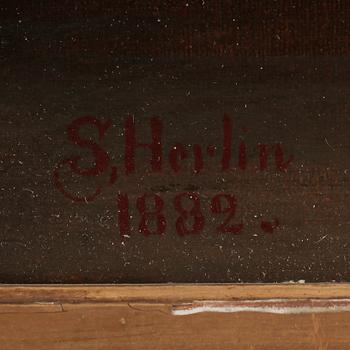 S, Herlin
1882.